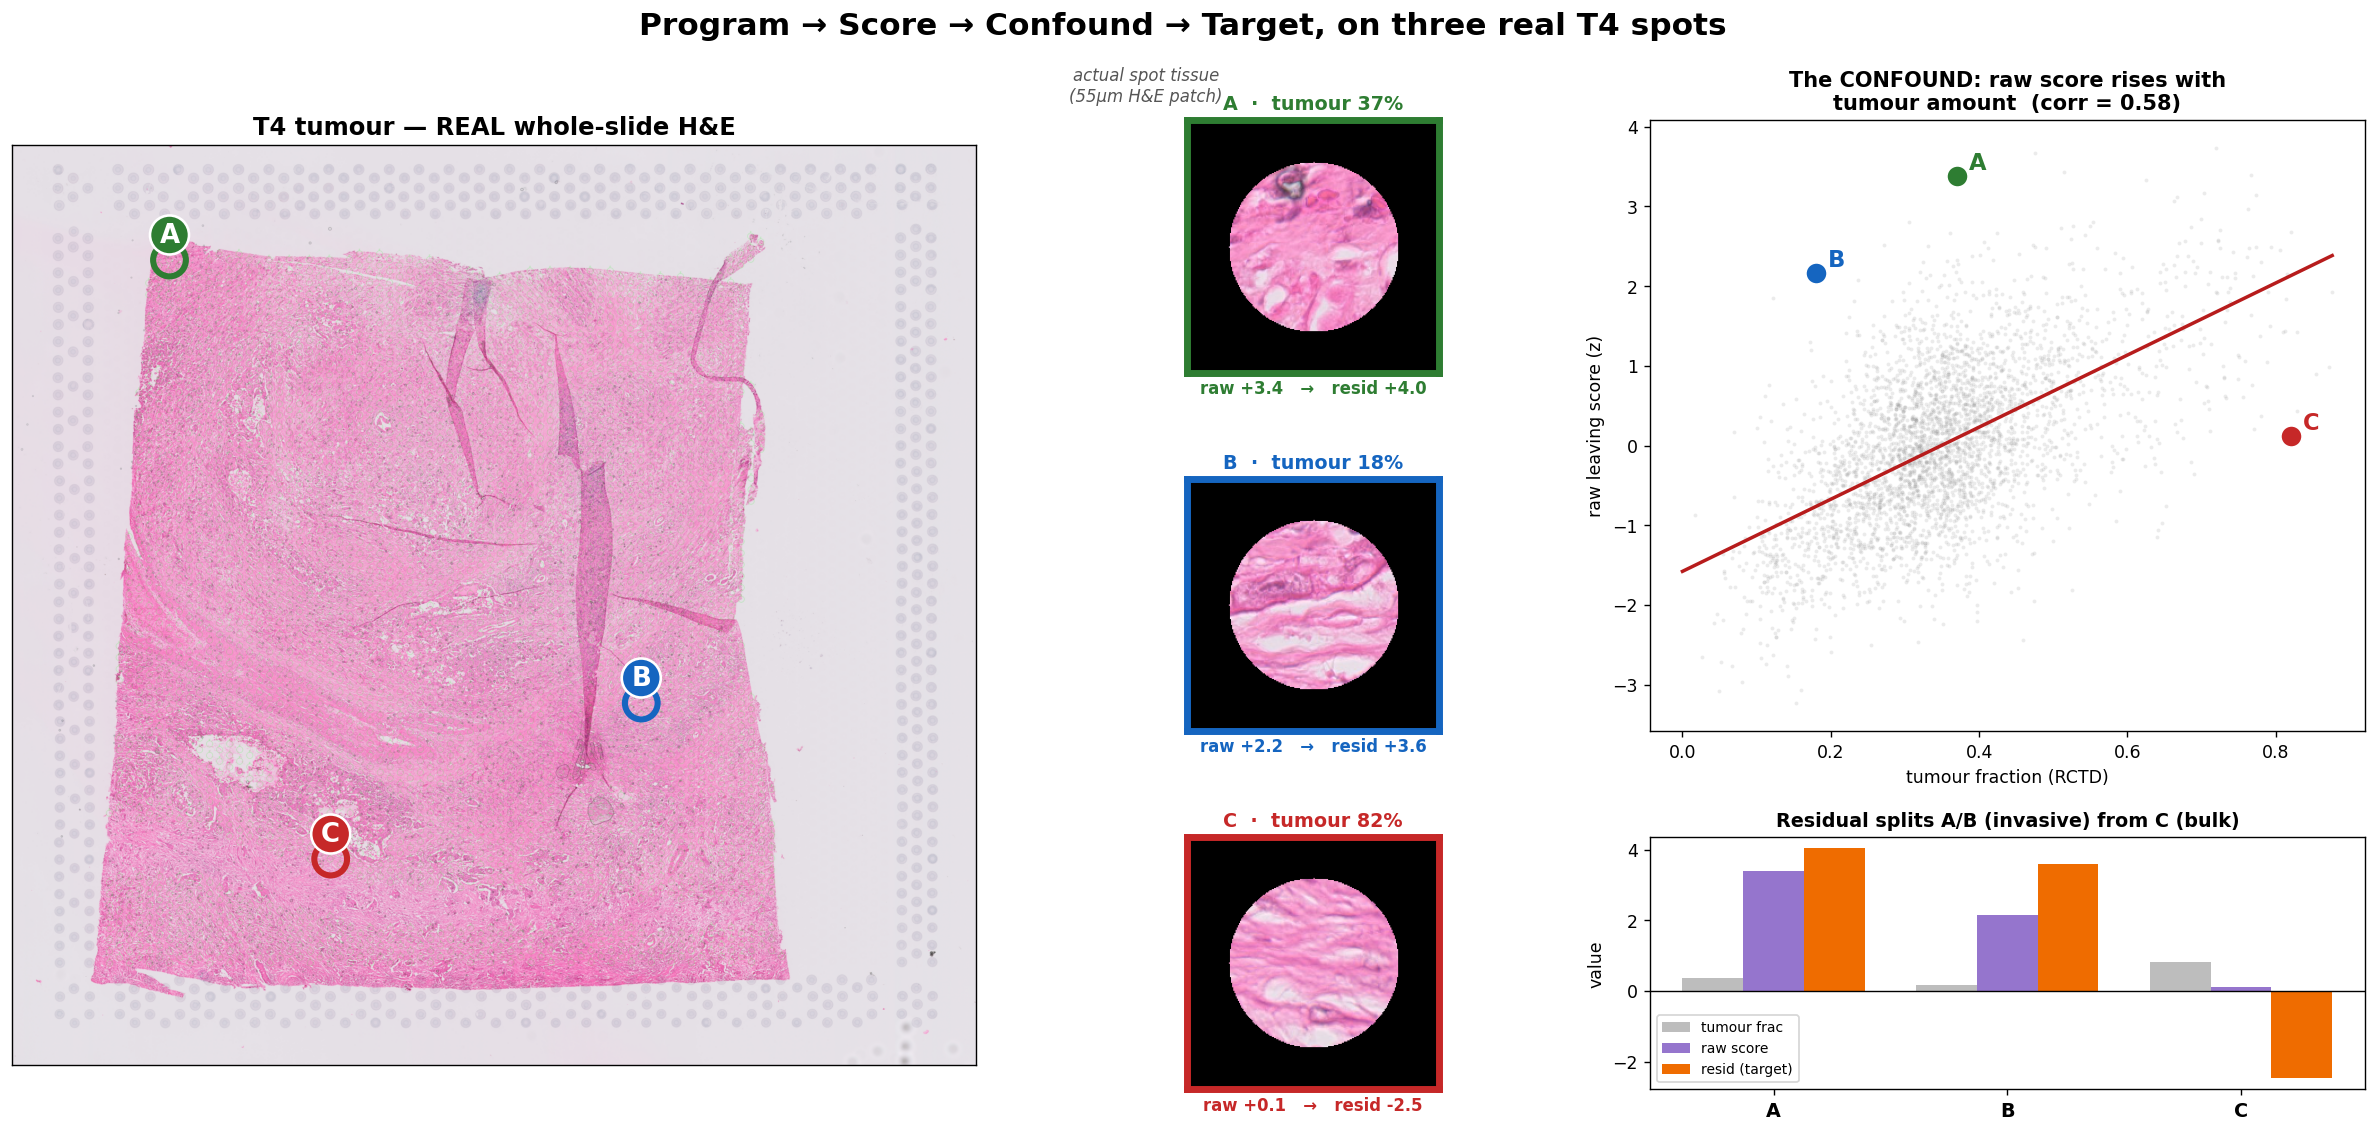 Program → Score → Confound → Target, on three real T4 spots
T4 tumour — REAL whole-slide H&E
A
B
C
actual spot tissue
(55µm H&E patch)
A · tumour 37%
raw +3.4 → resid +4.0
B · tumour 18%
raw +2.2 → resid +3.6
C · tumour 82%
raw +0.1 → resid -2.5
The CONFOUND: raw score rises with
tumour amount (corr = 0.58)
raw leaving score (z)
4
3
2
1
0
−1
−2
−3
A
B
C
0.0 0.2 0.4 0.6 0.8
tumour fraction (RCTD)
Residual splits A/B (invasive) from C (bulk)
value
4
2
0
−2
tumour frac
raw score
resid (target)
A B C